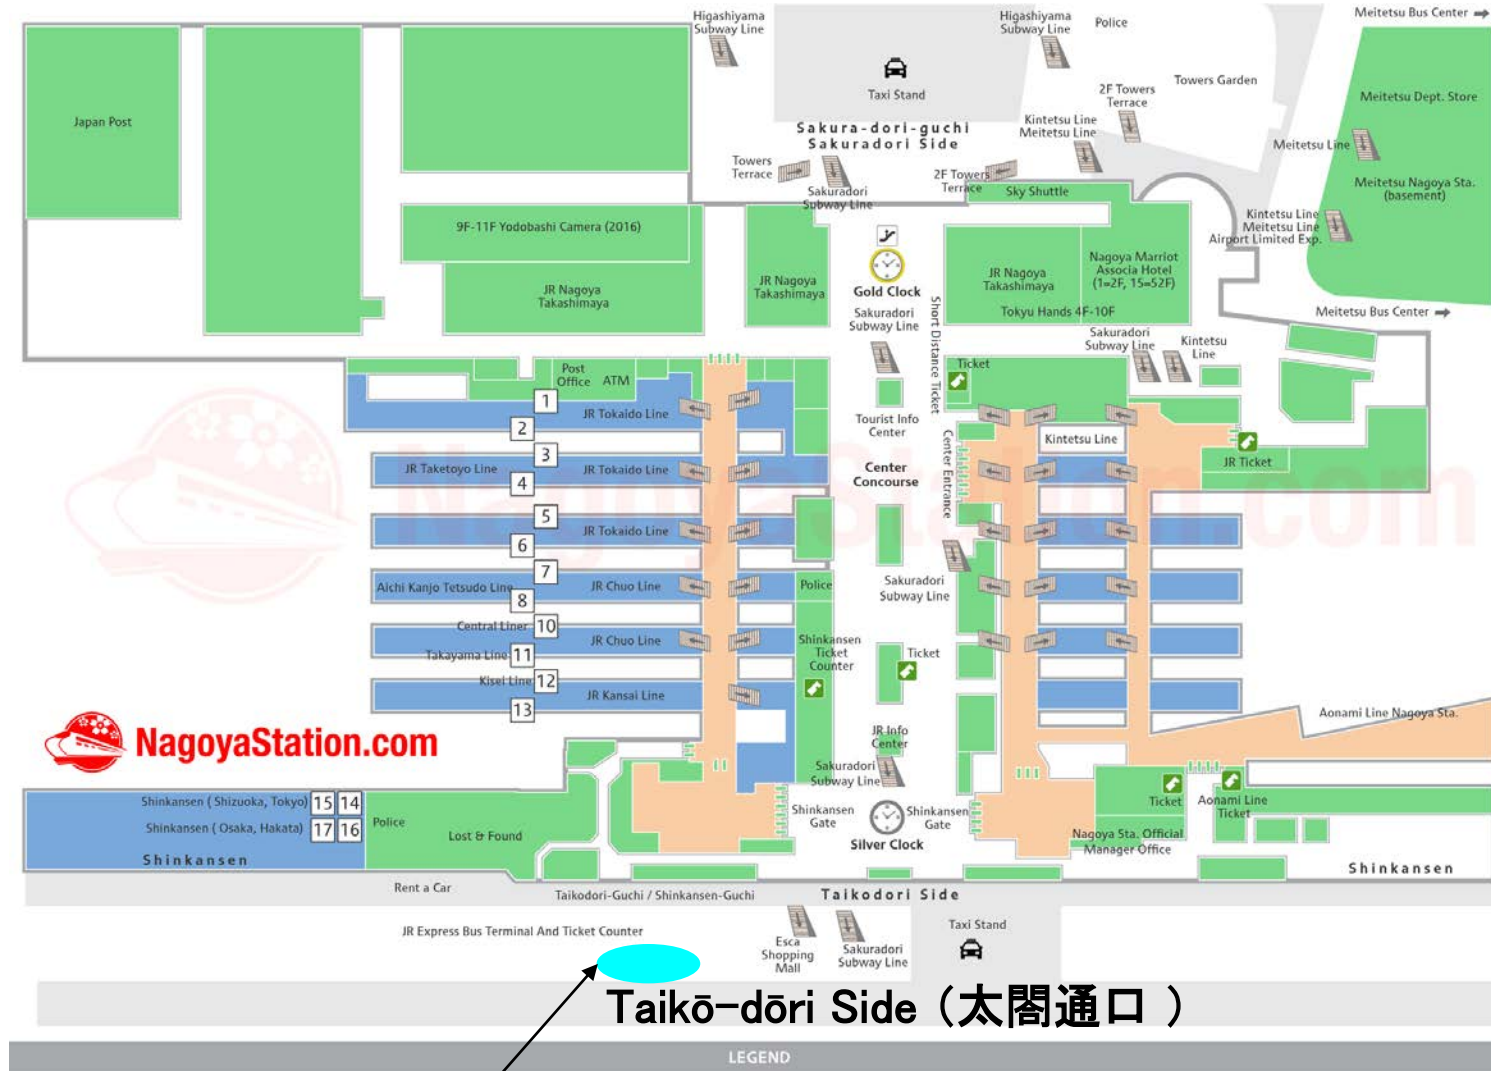 Higashiyama
Subway Line
Higashiyama
Subway Line
Police
Meitetsu Bus Center
Taxi Stand
Towers Garden
2F Towers
Terrace
Meitetsu Dept. Store
Japan Post
Sakura-dori-guchi
Sakuradori Side
Kintetsu Line
Meitetsu Line
Meitetsu Line
Towers
Terrace
Sakuradori
Subway Line
2F Towers
Terrace
Sky Shuttle
Meitetsu Nagoya Sta.
(basement)
9F-11F Yodobashi Camera (2016)
Kintetsu Line
Meitetsu Line
Airport Limited Exp.
JR Nagoya
Takashimaya
JR Nagoya
Takashimaya
Gold Clock
JR Nagoya
Takashimaya
Nagoya Marriot
Associa Hotel
(1=2F, 15=52F)
Tokyu Hands 4F-10F
Meitetsu Bus Center
Sakuradori
Subway Line
Short Distance Ticket
Sakuradori
Subway Line
Kintetsu
Line
Post
Office
ATM
Ticket
1
JR Tokaido Line
2
Tourist Info
Center
Center Entrance
Kintetsu Line
3
JR Taketoyo Line
JR Tokaido Line
4
Center
Concourse
JR Ticket
NagoyaStation.com
5
JR Tokaido Line
6
7
Aichi Kanjo Tetsudo Line
JR Chuo Line
8
Police
Sakuradori
Subway Line
Central Liner
10
JR Chuo Line
Takayama Line
11
Shinkansen
Ticket
Counter
Ticket
Kisei Line
12
JR Kansai Line
13
Aonami Line Nagoya Sta.
NagoyaStation.com
JR Info
Center
Sakuradori
Subway Line
Shinkansen ( Shizuoka, Tokyo)
15
14
Shinkansen ( Osaka, Hakata)
17
16
Shinkansen
Police
Lost & Found
Shinkansen
Gate
Silver Clock
Shinkansen
Gate
Ticket
Aonami Line
Ticket
Nagoya Sta. Official
Manager Office
Shinkansen
Rent a Car
Taikodori-Guchi / Shinkansen-Guchi
Taikodori Side
JR Express Bus Terminal And Ticket Counter
Esca
Shopping
Mall
Sakuradori
Subway Line
Taxi Stand
Taikō-dōri Side (太閤通口 )
LEGEND